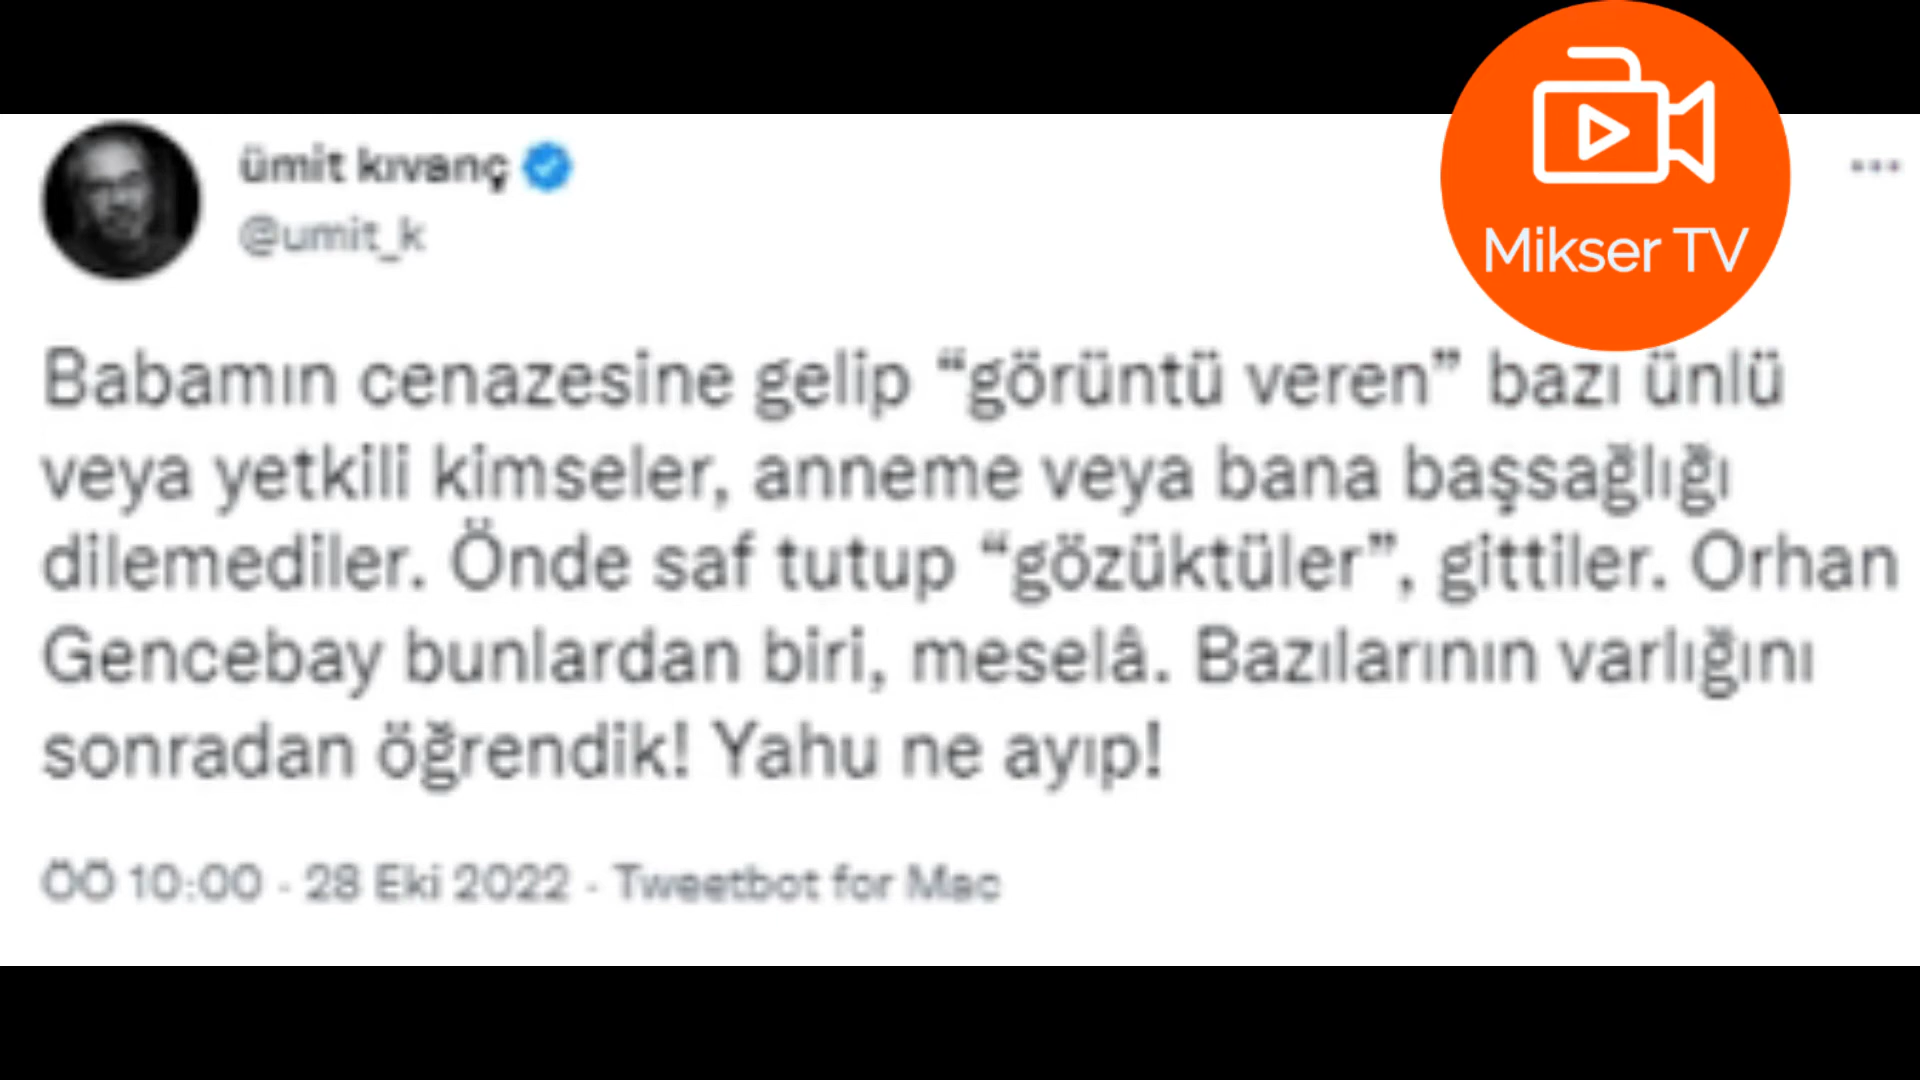 ümit kıvanç
@umit_k
Mikser TV
Babamın cenazesine gelip “görüntü veren” bazı ünlü
veya yetkili kimseler, anneme veya bana başsağlığı
dilemediler. Önde saf tutup “gözüktüler”, gittiler. Orhan
Gencebay bunlardan biri, meselâ. Bazılarının varlığını
sonradan öğrendik! Yahu ne ayıp!
ÖÖ 10:00 · 28 Eki 2022 · Tweetbot for Mac